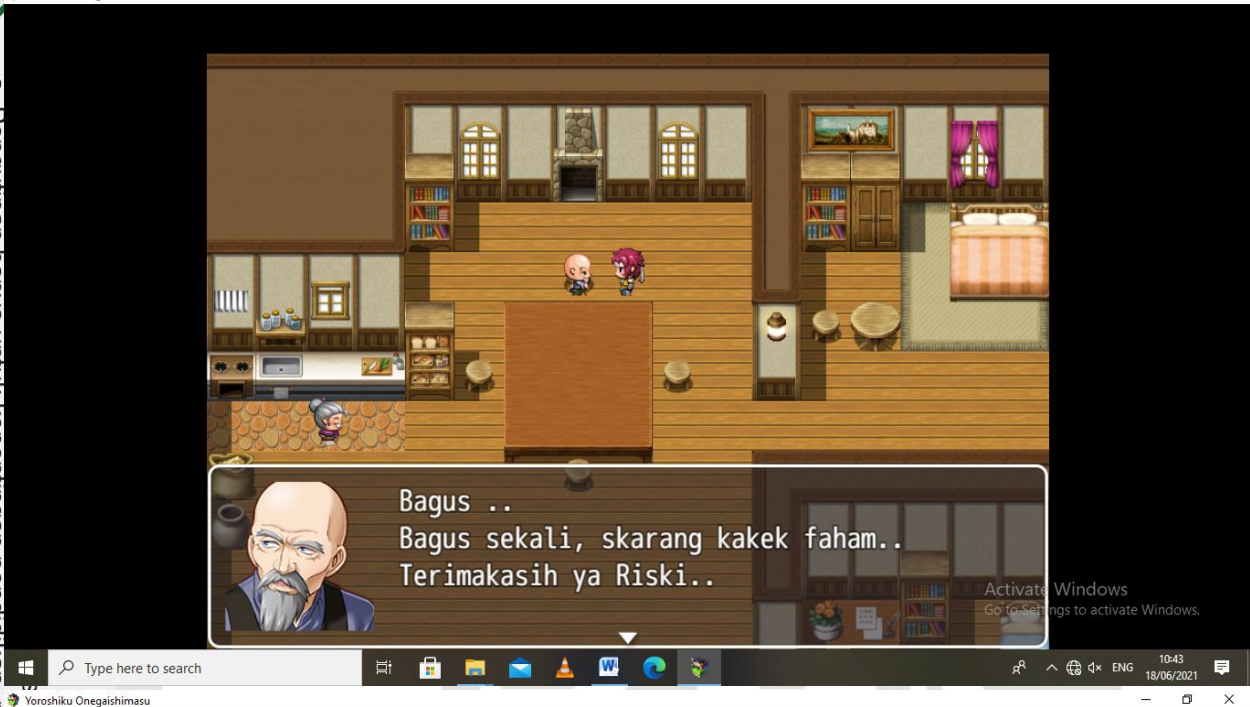 Bagus ..
Bagus sekali, skarang kakek faham..
Terimakasih ya Riski..
Activate Windows
Go to Settings to activate Windows.
Type here to search
ENG
10:43
18/06/2021
Yoroshiku Onegaishimasu